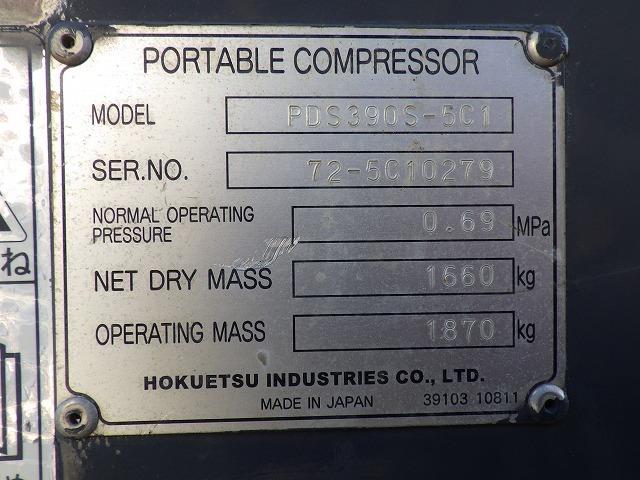 PORTABLE COMPRESSOR
MODEL PDS390S-5C1
SER.NO. 72-5C10279
NORMAL OPERATING PRESSURE 0.69 MPa
NET DRY MASS 1660 kg
OPERATING MASS 1870 kg
HOKUETSU INDUSTRIES CO., LTD.
MADE IN JAPAN 39103 10811
ね